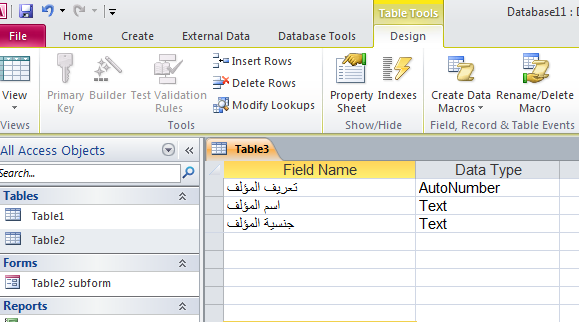 Table Tools
Database11 : D
File Home Create External Data Database Tools Design
View
Primary Key
Builder
Test Validation Rules
Insert Rows
Delete Rows
Modify Lookups
Property Sheet
Indexes
Create Data Macros
Rename/Delete Macro
Views
Tools
Show/Hide
Field, Record & Table Events
All Access Objects
Search...
Tables
Table1
Table2
Forms
Table2 subform
Reports
Table3
Field Name Data Type
تعريف المؤلف AutoNumber
اسم المؤلف Text
جنسية المؤلف Text